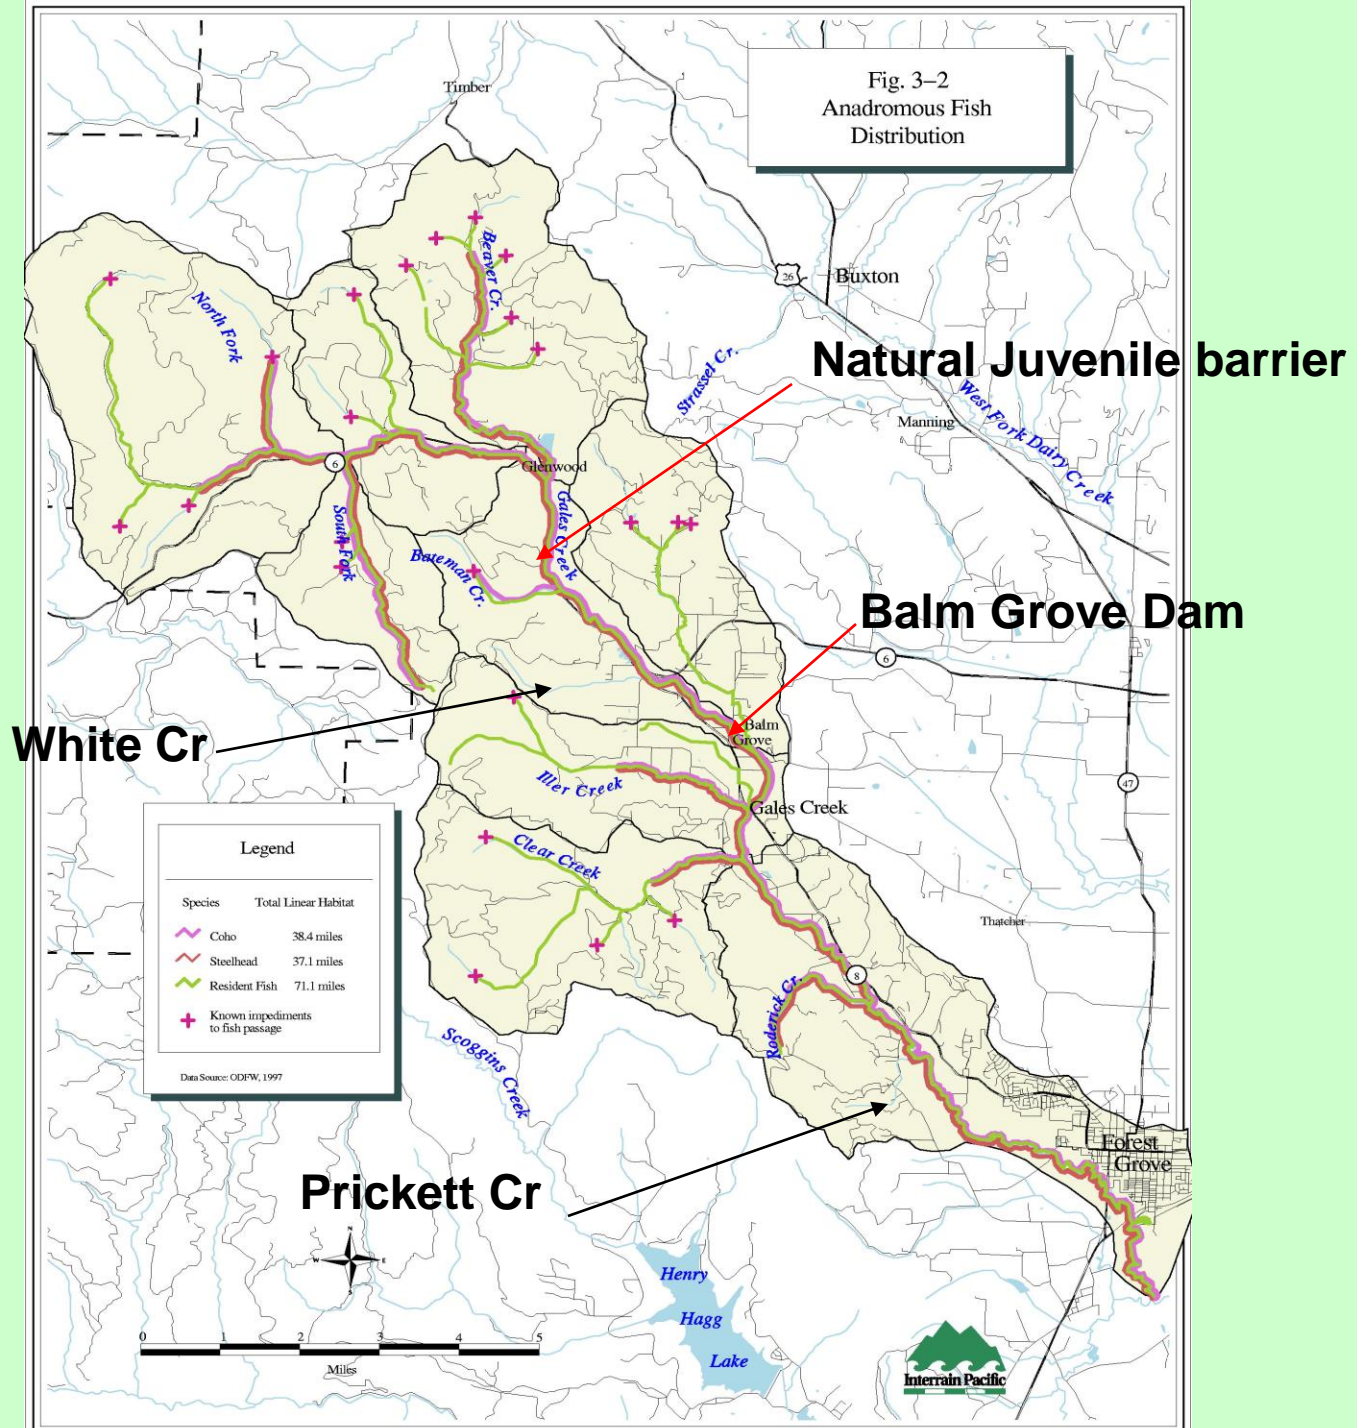 Fig. 3–2
Anadromous Fish
Distribution
Timber
Beaver Cr.
26
Buxton
North Fork
Natural Juvenile barrier
Strassel Cr.
West Fork Dairy Creek
Manning
6
Glenwood
Gales Creek
South Fork
Bateman Cr.
Balm Grove Dam
6
White Cr
Balm
Grove
Iller Creek
47
Gales Creek
Clear Creek
Legend
Species Total Linear Habitat
Coho 38.4 miles
Steelhead 37.1 miles
Resident Fish 71.1 miles
Known impediments
to fish passage
Data Source: ODFW, 1997
Thatcher
8
Roderick Cr.
Scoggins Creek
Forest
Grove
Prickett Cr
N
W E
S
Henry
Hagg
Lake
0 1 2 3 4 5
Miles
Interrain Pacific